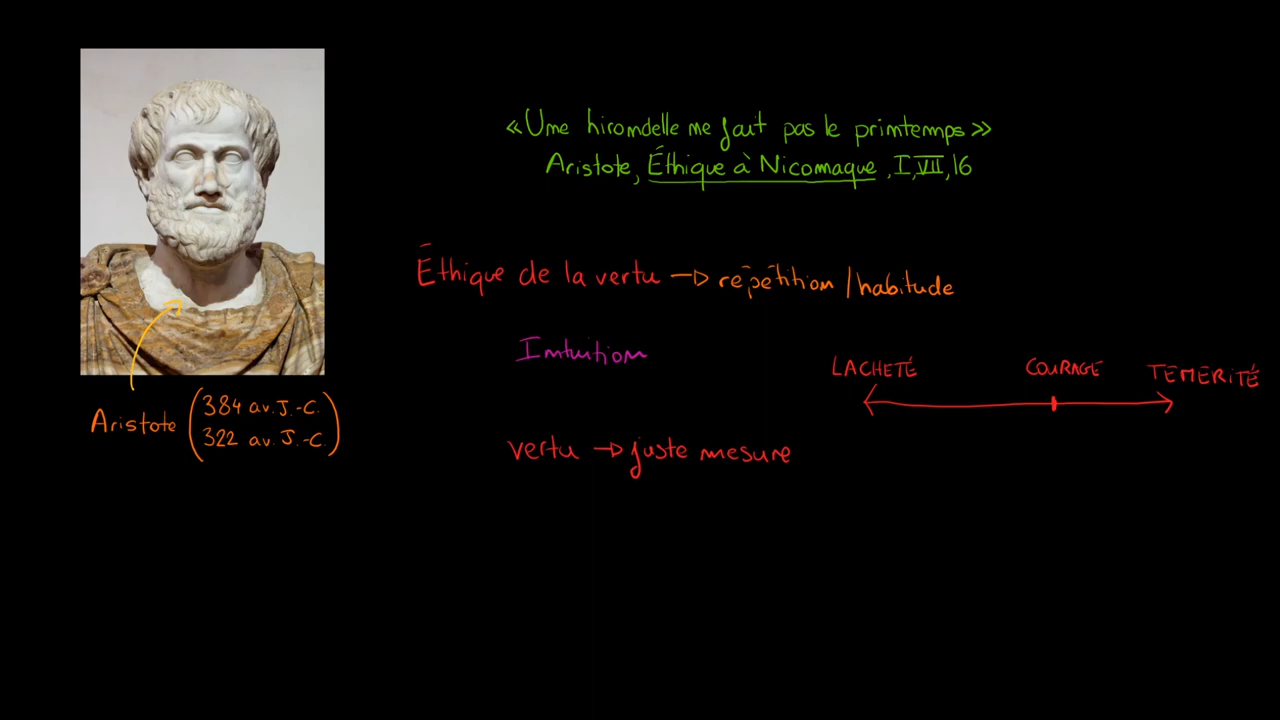 «Une hirondelle ne fait pas le printemps»
Aristote, Éthique à Nicomaque, I, VII, 16
Éthique de la vertu → répétition / habitude
Intuition
LACHETÉ COURAGE TEMERITÉ
Aristote (384 av. J.-C.
322 av. J.-C.)
vertu → juste mesure